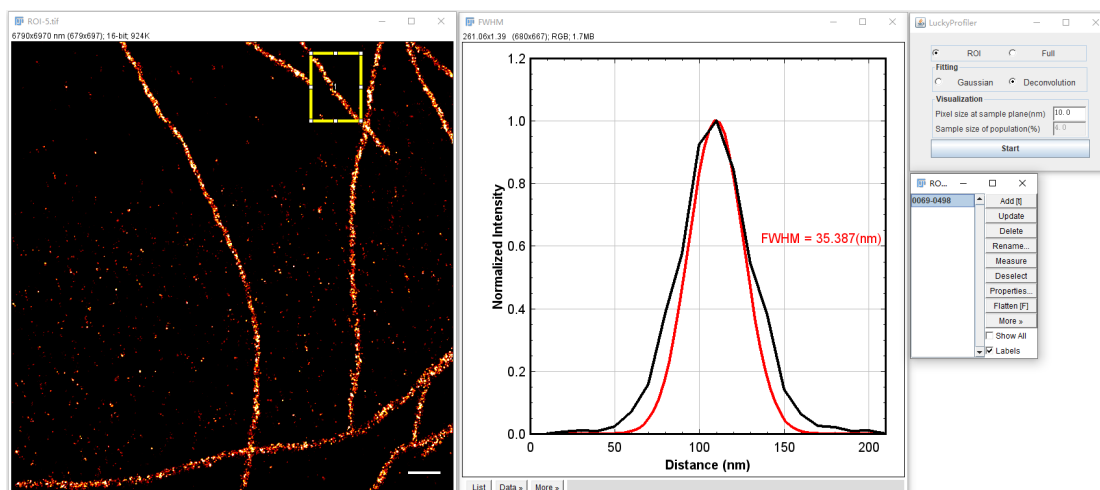 ROI-5.tif
6790x6970 nm (679x697); 16-bit; 924K
FWHM
261.06x1.39 (680x667); RGB; 1.7MB
1.2
1.0
0.8
0.6
0.4
0.2
0.0
Normalized Intensity
FWHM = 35.387(nm)
0
50
100
150
200
Distance (nm)
List
Data »
More »
LuckyProfiler
ROI
Full
Fitting
Gaussian
Deconvolution
Visualization
Pixel size at sample plane(nm)
10.0
Sample size of population(%)
4.0
Start
RO...
0069-0498
Add [t]
Update
Delete
Rename...
Measure
Deselect
Properties...
Flatten [F]
More »
Show All
Labels